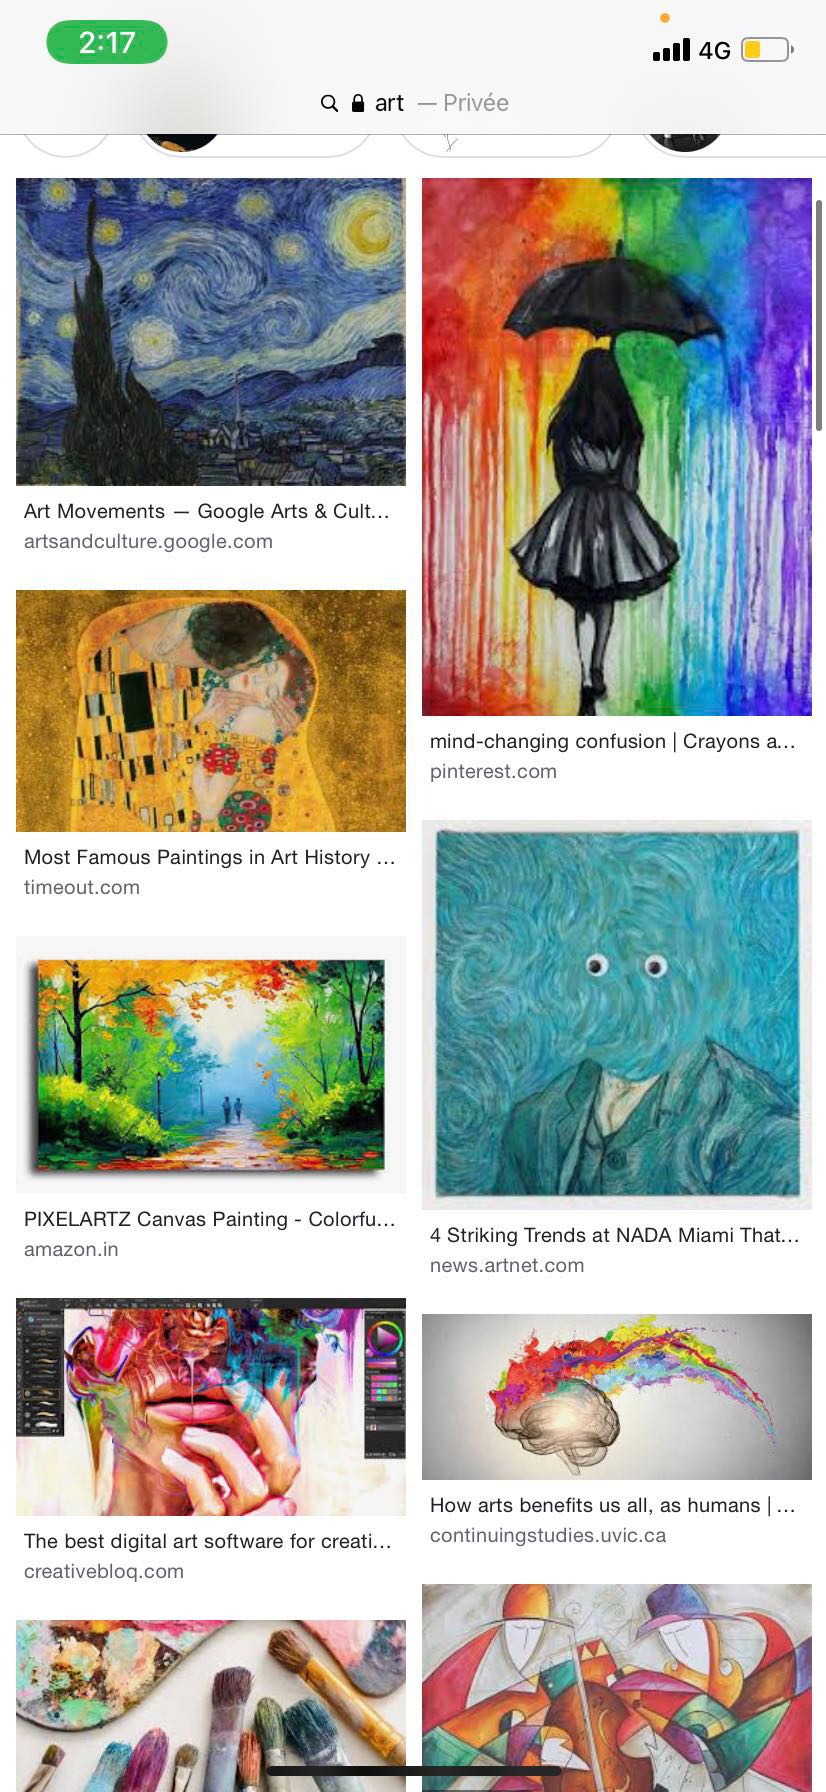 2:17
4G
art — Privée
Art Movements — Google Arts & Cult...
artsandculture.google.com
mind-changing confusion | Crayons a...
pinterest.com
Most Famous Paintings in Art History ...
timeout.com
PIXELARTZ Canvas Painting - Colorfu...
amazon.in
4 Striking Trends at NADA Miami That...
news.artnet.com
The best digital art software for creati...
creativebloq.com
How arts benefits us all, as humans | ...
continuingstudies.uvic.ca